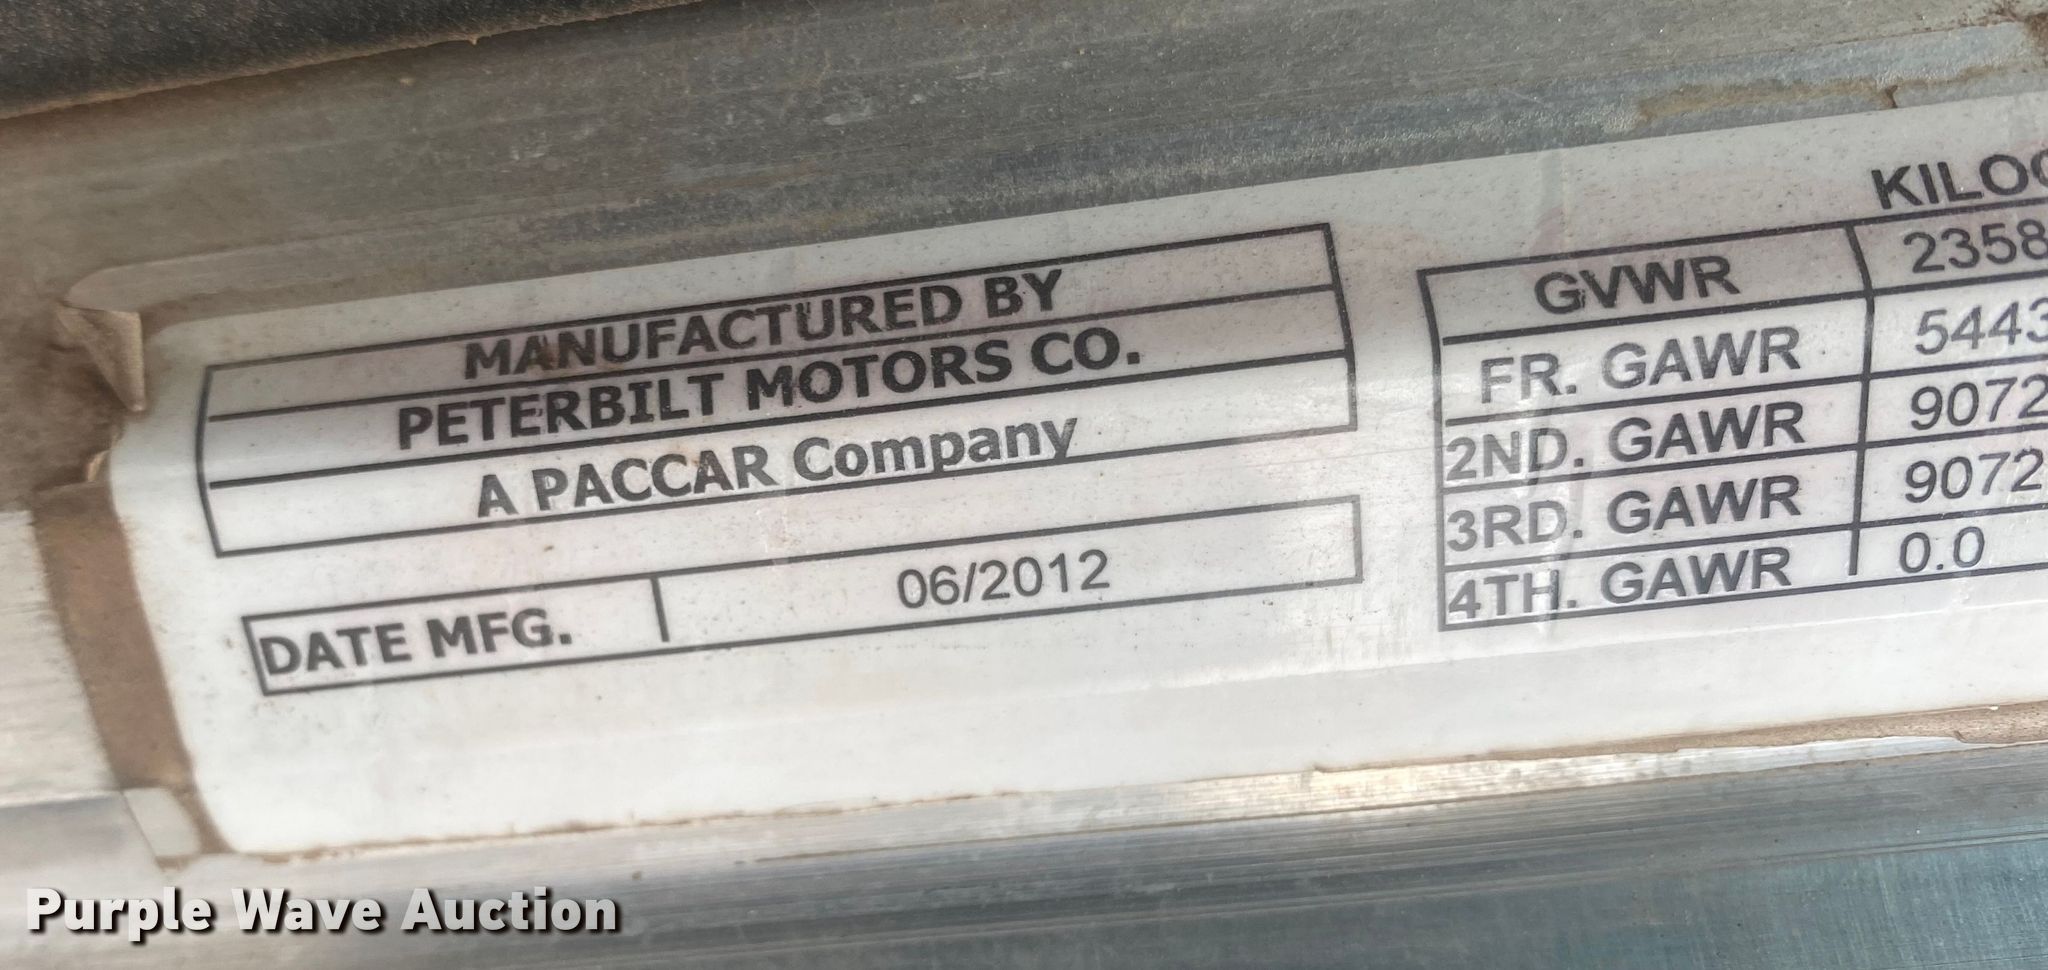 MANUFACTURED BY
PETERBILT MOTORS CO.
A PACCAR Company
DATE MFG. 06/2012
KILO
GVWR 2358
FR. GAWR 5443
2ND. GAWR 9072
3RD. GAWR 9072
4TH. GAWR 0.0
Purple Wave Auction